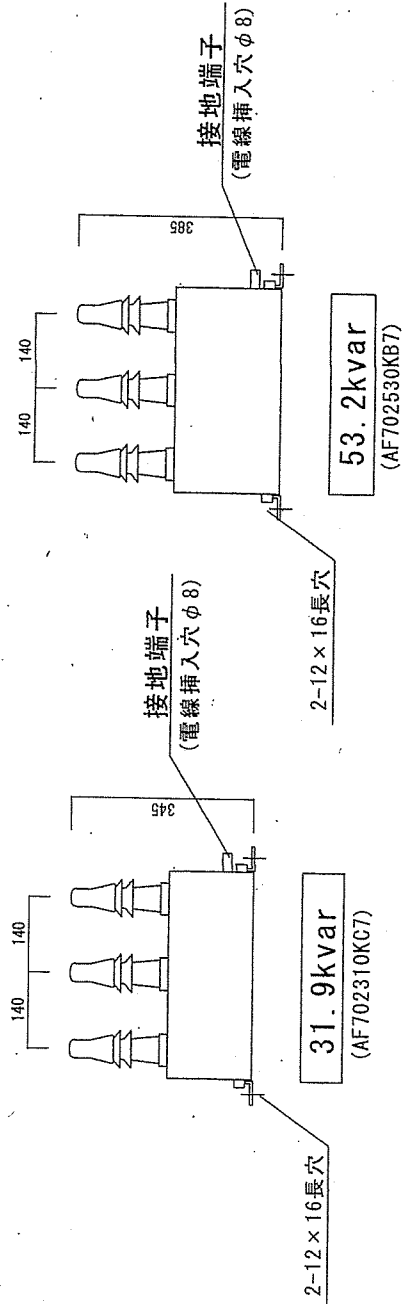 140
140
345
接地端子
(電線挿入穴φ8)
2-12×16長穴
31.9kvar
(AF702310KC7)
140
140
385
接地端子
(電線挿入穴φ8)
2-12×16長穴
53.2kvar
(AF702530KB7)